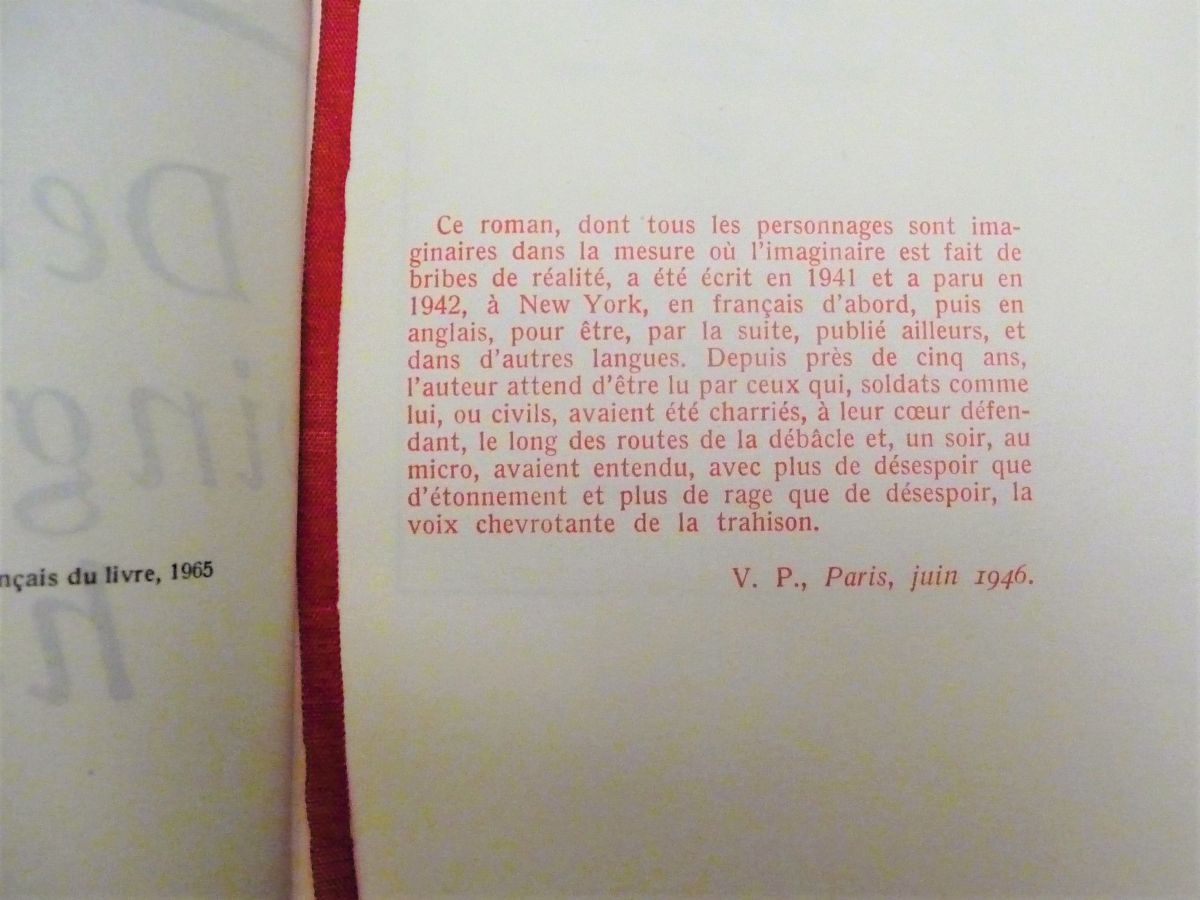 nçais du livre, 1965
Ce roman, dont tous les personnages sont ima-
ginaires dans la mesure où l'imaginaire est fait de
bribes de réalité, a été écrit en 1941 et a paru en
1942, à New York, en français d'abord, puis en
anglais, pour être, par la suite, publié ailleurs, et
dans d'autres langues. Depuis près de cinq ans,
l'auteur attend d'être lu par ceux qui, soldats comme
lui, ou civils, avaient été charriés, à leur cœur défen-
dant, le long des routes de la débâcle et, un soir, au
micro, avaient entendu, avec plus de désespoir que
d'étonnement et plus de rage que de désespoir, la
voix chevrotante de la trahison.
V. P., Paris, juin 1946.